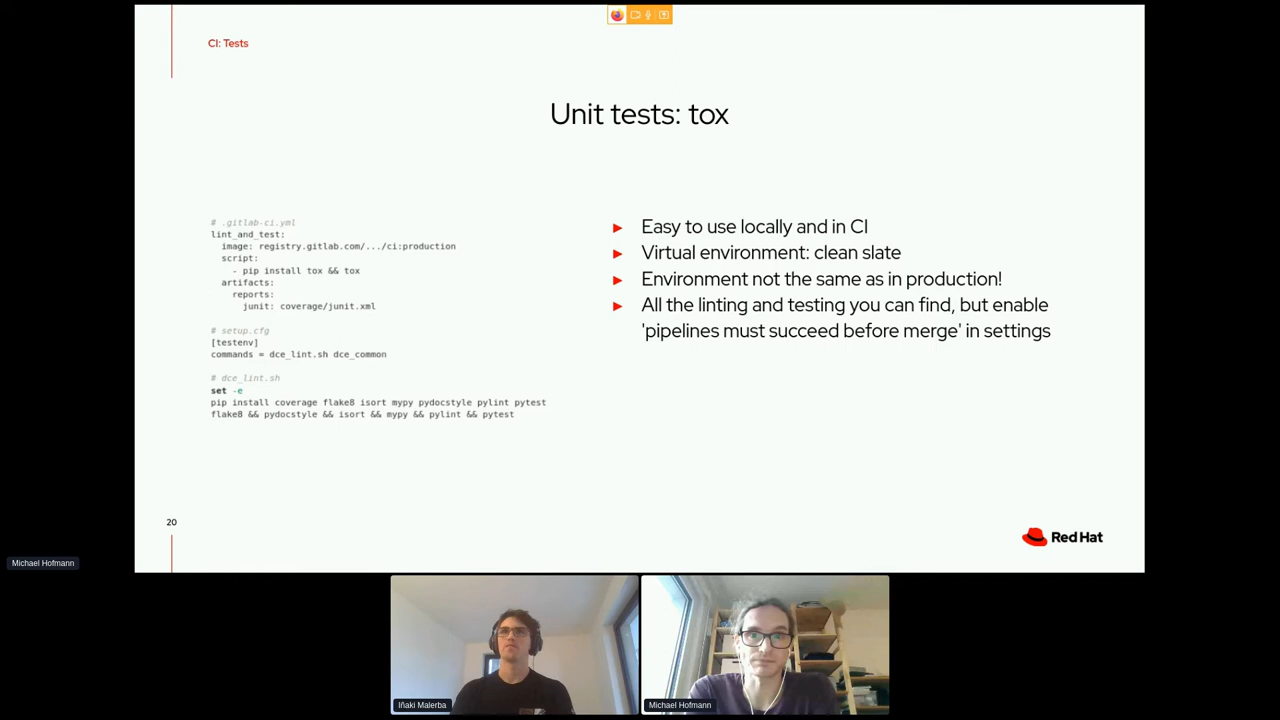 CI: Tests
Unit tests: tox
# .gitlab-ci.yml
lint_and_test:
  image: registry.gitlab.com/.../ci:production
  script:
    - pip install tox && tox
  artifacts:
    reports:
      junit: coverage/junit.xml
# setup.cfg
[testenv]
commands = dce_lint.sh dce_common
# dce_lint.sh
set -e
pip install coverage flake8 isort mypy pydocstyle pylint pytest
flake8 && pydocstyle && isort && mypy && pylint && pytest
► Easy to use locally and in CI
► Virtual environment: clean slate
► Environment not the same as in production!
► All the linting and testing you can find, but enable
'pipelines must succeed before merge' in settings
20
Red Hat
Michael Hofmann
Iñaki Malerba
Michael Hofmann